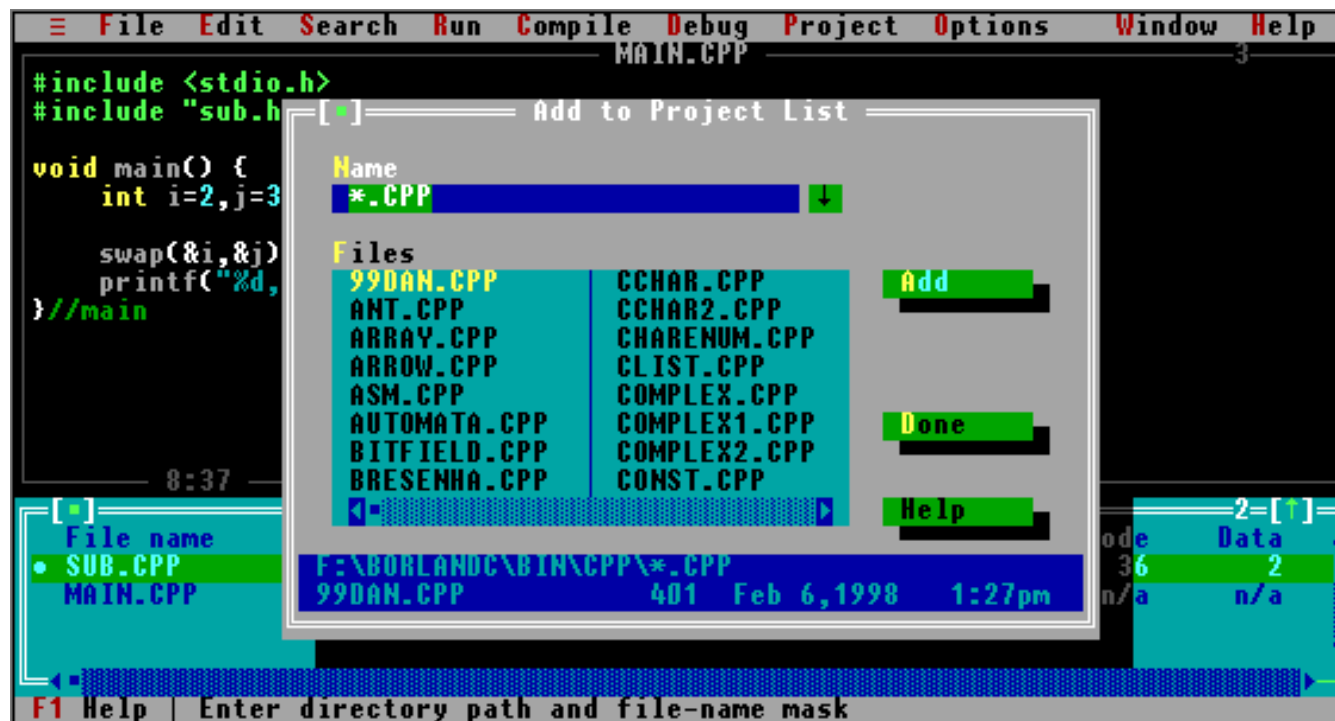 ≡ File Edit Search Run Compile Debug Project Options Window Help
MAIN.CPP 3
#include <stdio.h>
#include "sub.h
void main() {
int i=2,j=3
swap(&i,&j)
printf("%d,
}//main
8:37
[▪] Add to Project List
Name
*.CPP ↓
Files
99DAN.CPP CCHAR.CPP
ANT.CPP CCHAR2.CPP
ARRAY.CPP CHARENUM.CPP
ARROW.CPP CLIST.CPP
ASM.CPP COMPLEX.CPP
AUTOMATA.CPP COMPLEX1.CPP
BITFIELD.CPP COMPLEX2.CPP
BRESENHA.CPP CONST.CPP
Add
Done
Help
F:\BORLANDC\BIN\CPP\*.CPP
99DAN.CPP 401 Feb 6,1998 1:27pm
[▪] 2=[↑]
File name ode Data
• SUB.CPP 36 2
MAIN.CPP n/a n/a
F1 Help | Enter directory path and file-name mask